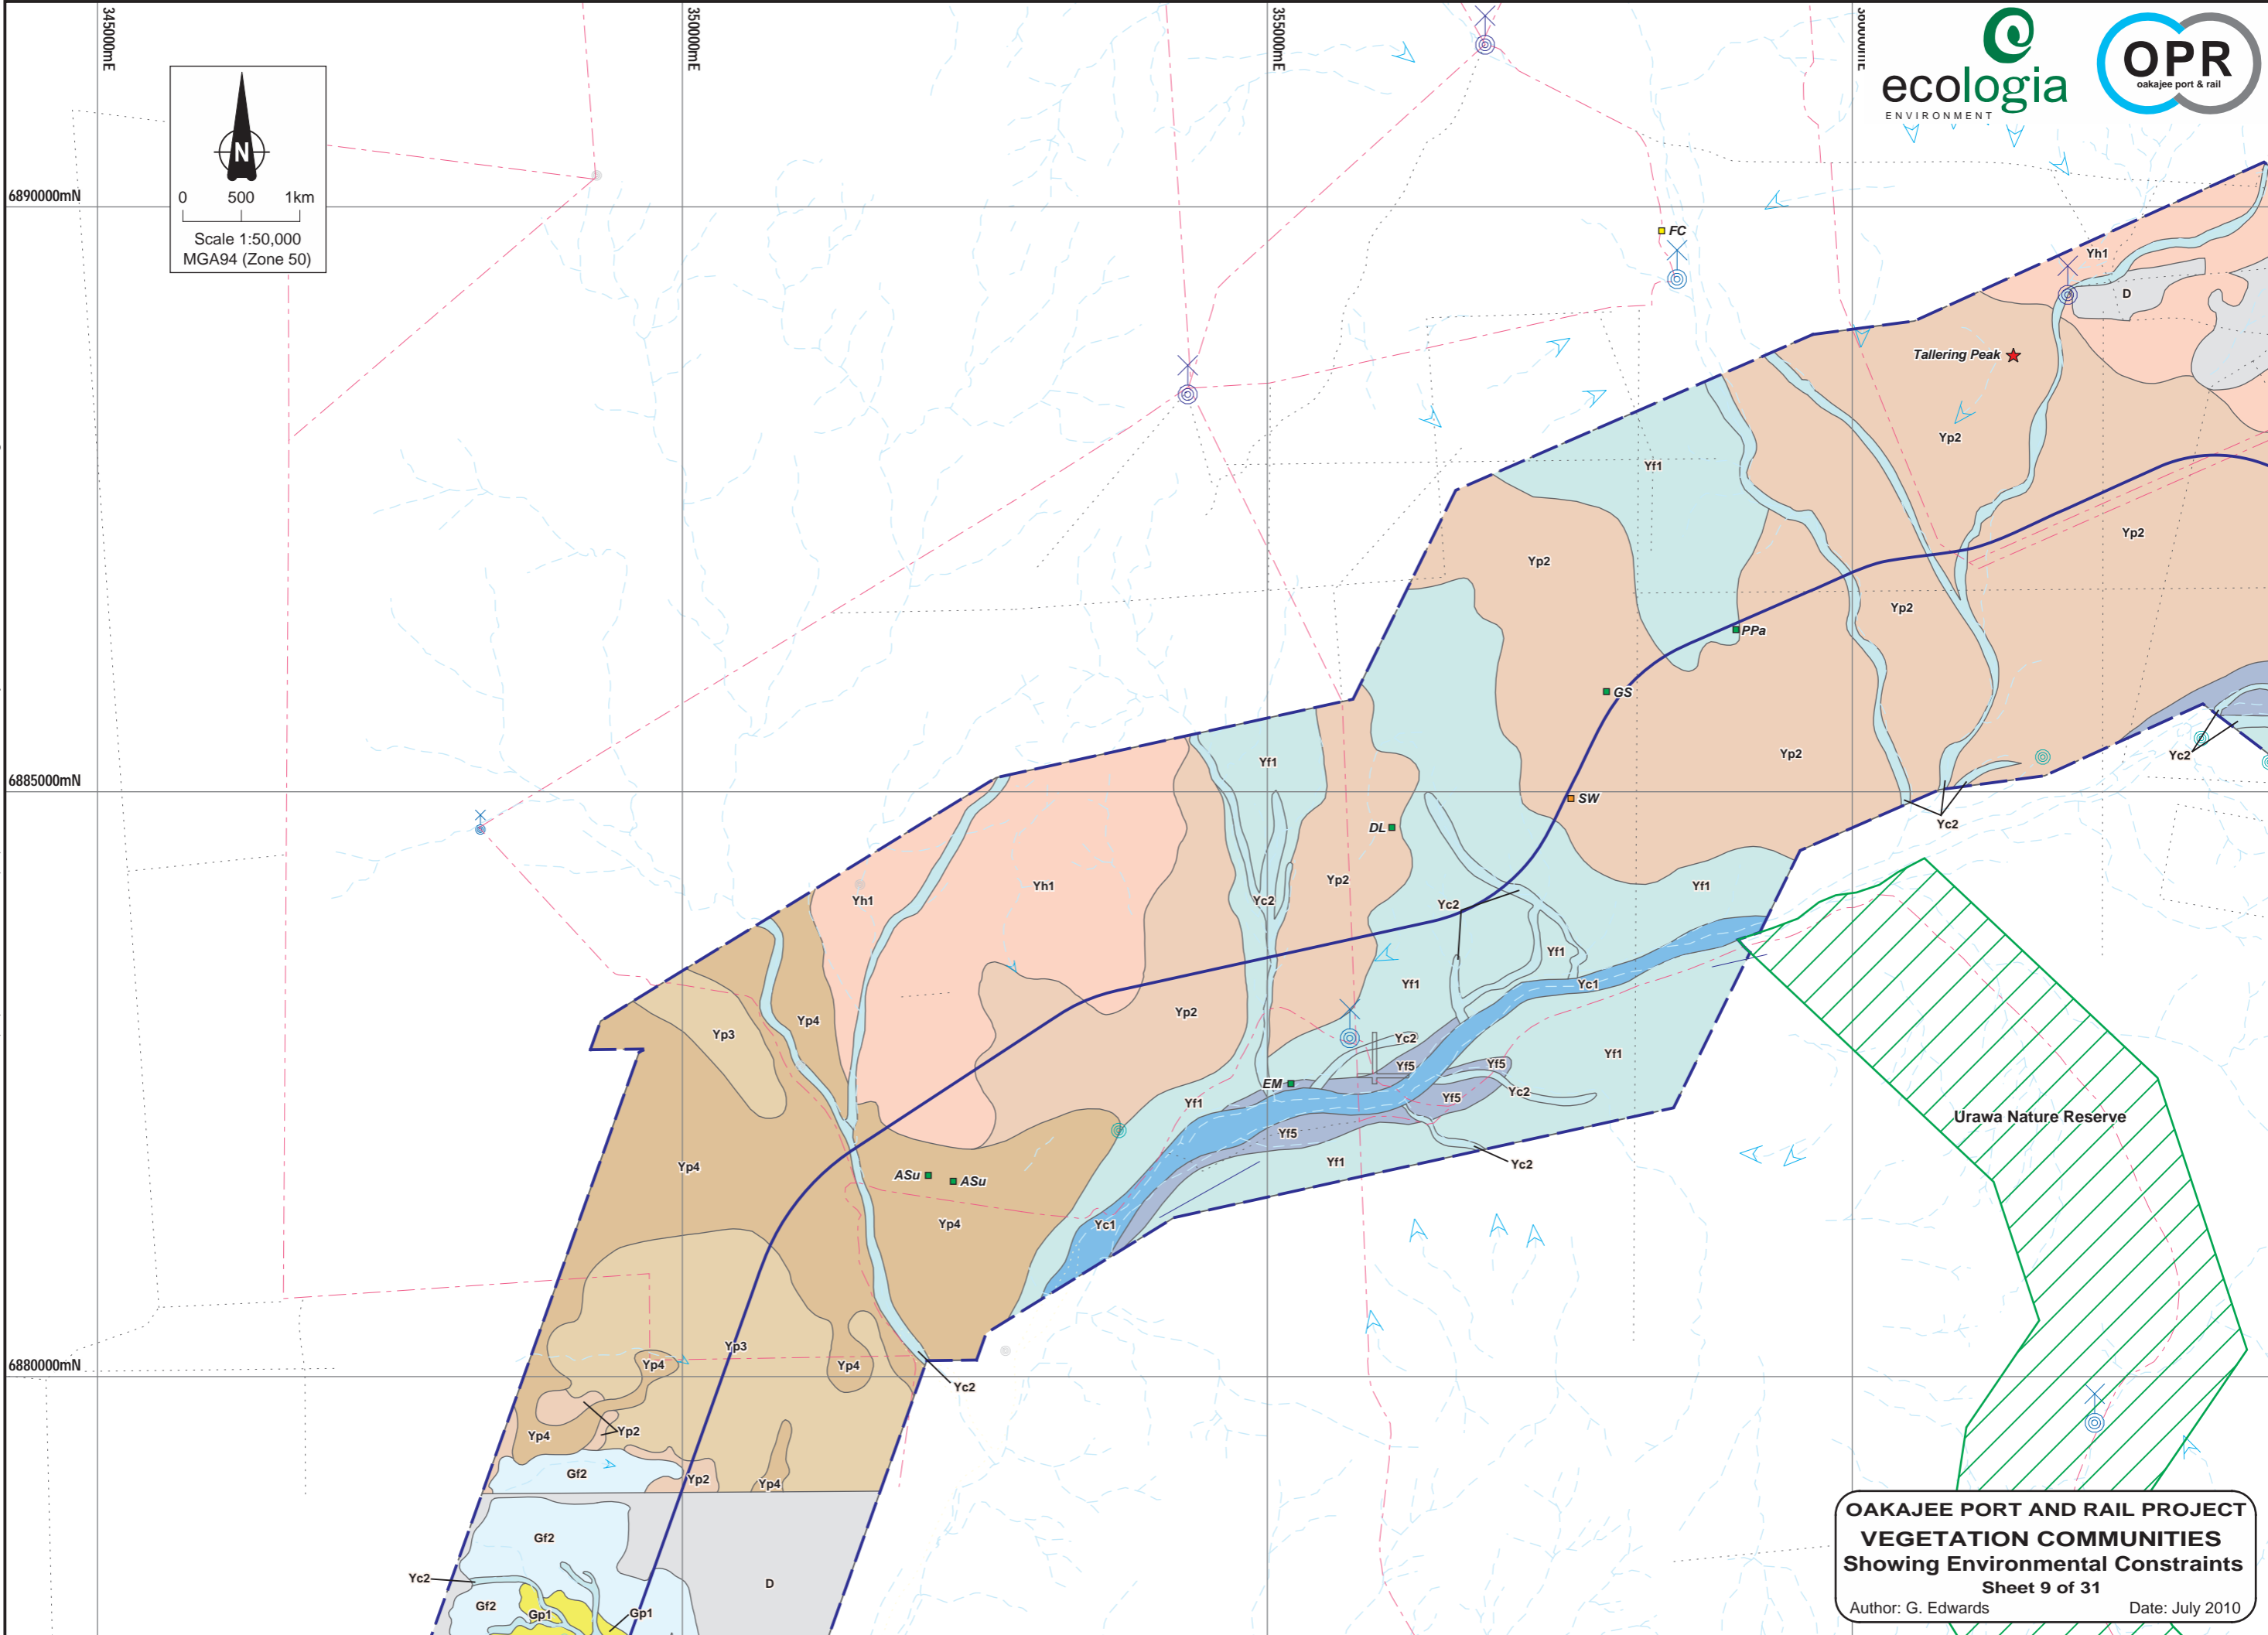 345000mE
350000mE
355000mE
ecologia
ENVIRONMENT
OPR
oakajee port & rail
N
0 500 1km
Scale 1:50,000
MGA94 (Zone 50)
6890000mN
FC
Yh1
D
Tallering Peak
Yp2
Yf1
Yp2
Yp2
Yp2
PPa
GS
Yp2
Yc2
Yf1
6885000mN
SW
Yc2
DL
Yp2
Yf1
Yh1
Yh1
Yc2
Yc2
Yf1
Yf1
Yc1
Yp2
Yp4
Yp3
Yc2
Yf1
Yf5
Yf5
EM
Yc2
Yf5
Yf1
Urawa Nature Reserve
Yf5
Yf1
Yc2
Yp4
ASu
ASu
Yp4
Yc1
Yp3
6880000mN
Yp4
Yp4
Yc2
Yp2
Yp4
Gf2
Yp2
Yp4
Gf2
Yc2
D
Gf2
Gp1
Gp1
OAKAJEE PORT AND RAIL PROJECT
VEGETATION COMMUNITIES
Showing Environmental Constraints
Sheet 9 of 31
Author: G. Edwards Date: July 2010